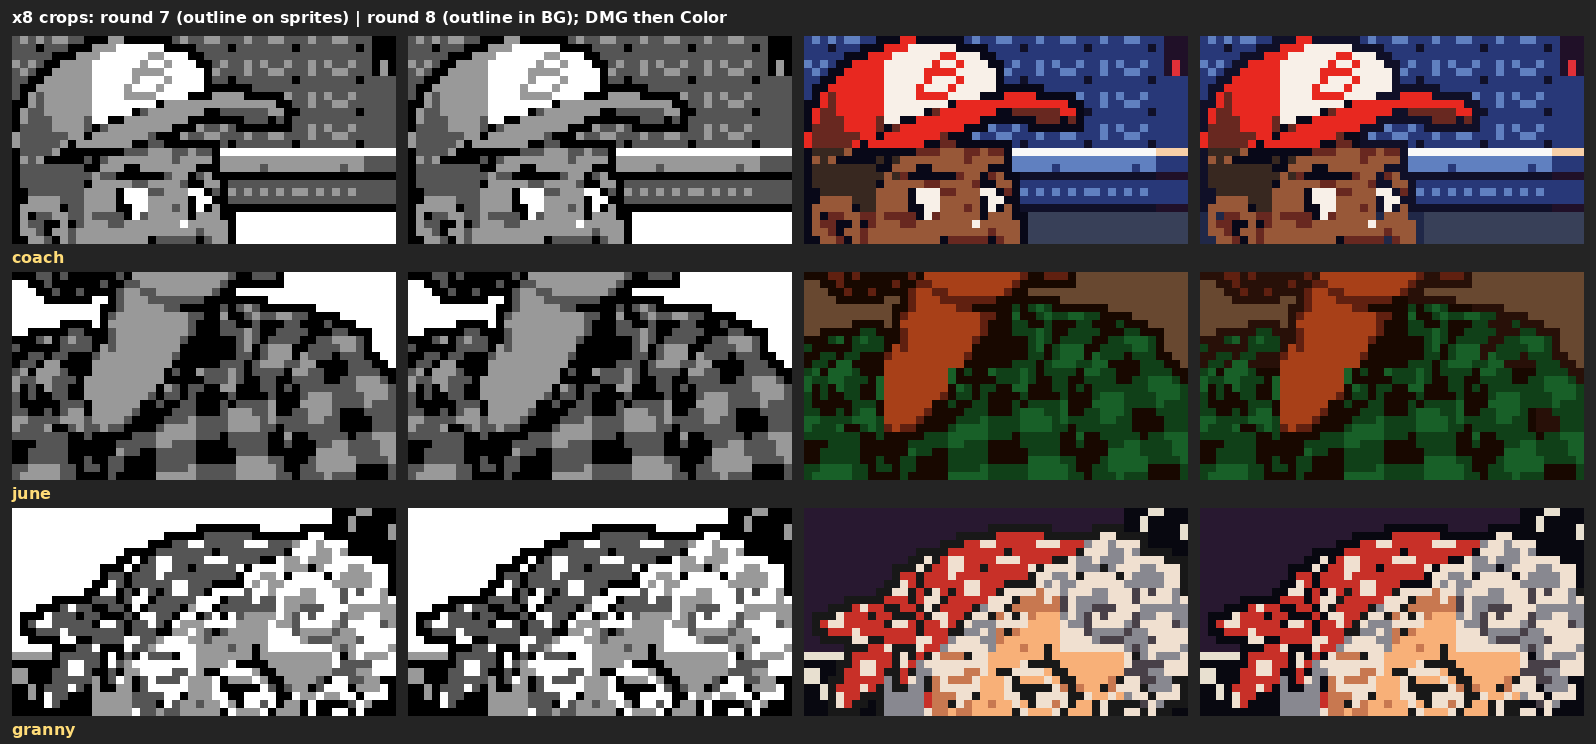 x8 crops: round 7 (outline on sprites) | round 8 (outline in BG); DMG then Color
coach
june
granny